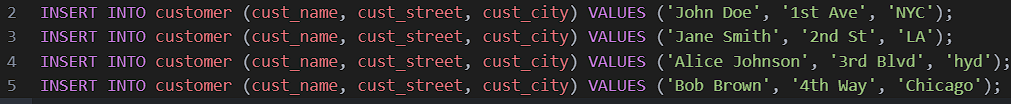 2 INSERT INTO customer (cust_name, cust_street, cust_city) VALUES ('John Doe', '1st Ave', 'NYC');
3 INSERT INTO customer (cust_name, cust_street, cust_city) VALUES ('Jane Smith', '2nd St', 'LA');
4 INSERT INTO customer (cust_name, cust_street, cust_city) VALUES ('Alice Johnson', '3rd Blvd', 'hyd');
5 INSERT INTO customer (cust_name, cust_street, cust_city) VALUES ('Bob Brown', '4th Way', 'Chicago');